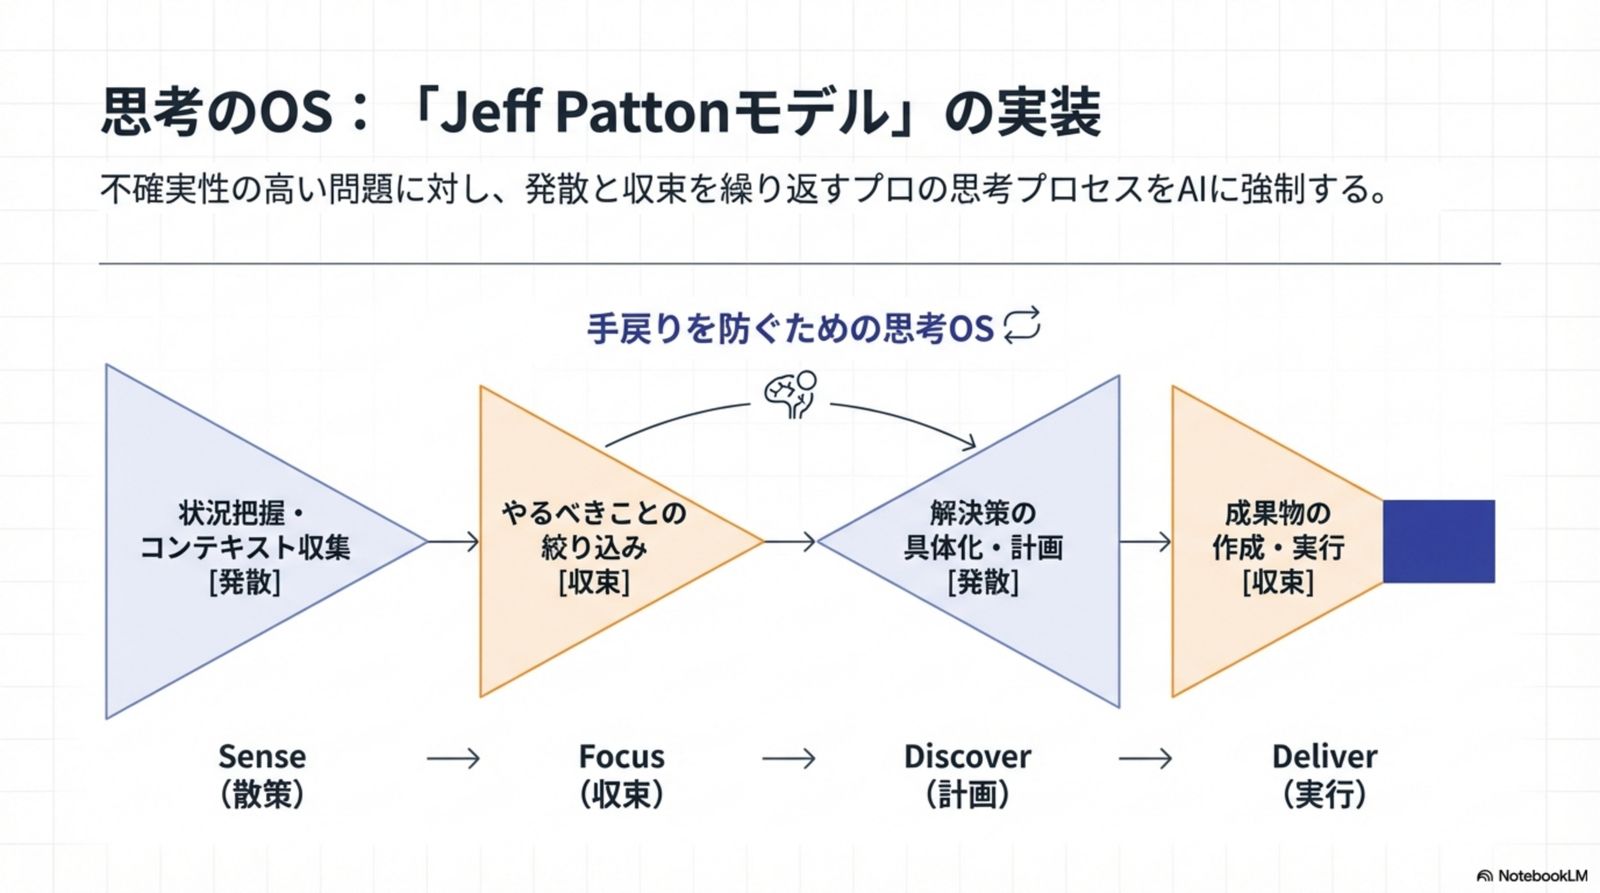 思考のOS：「Jeff Pattonモデル」の実装
不確実性の高い問題に対し、発散と収束を繰り返すプロの思考プロセスをAIに強制する。
手戻りを防ぐための思考OS
状況把握・
コンテキスト収集
[発散]
やるべきことの
絞り込み
[収束]
解決策の
具体化・計画
[発散]
成果物の
作成・実行
[収束]
Sense
（散策）
Focus
（収束）
Discover
（計画）
Deliver
（実行）
NotebookLM